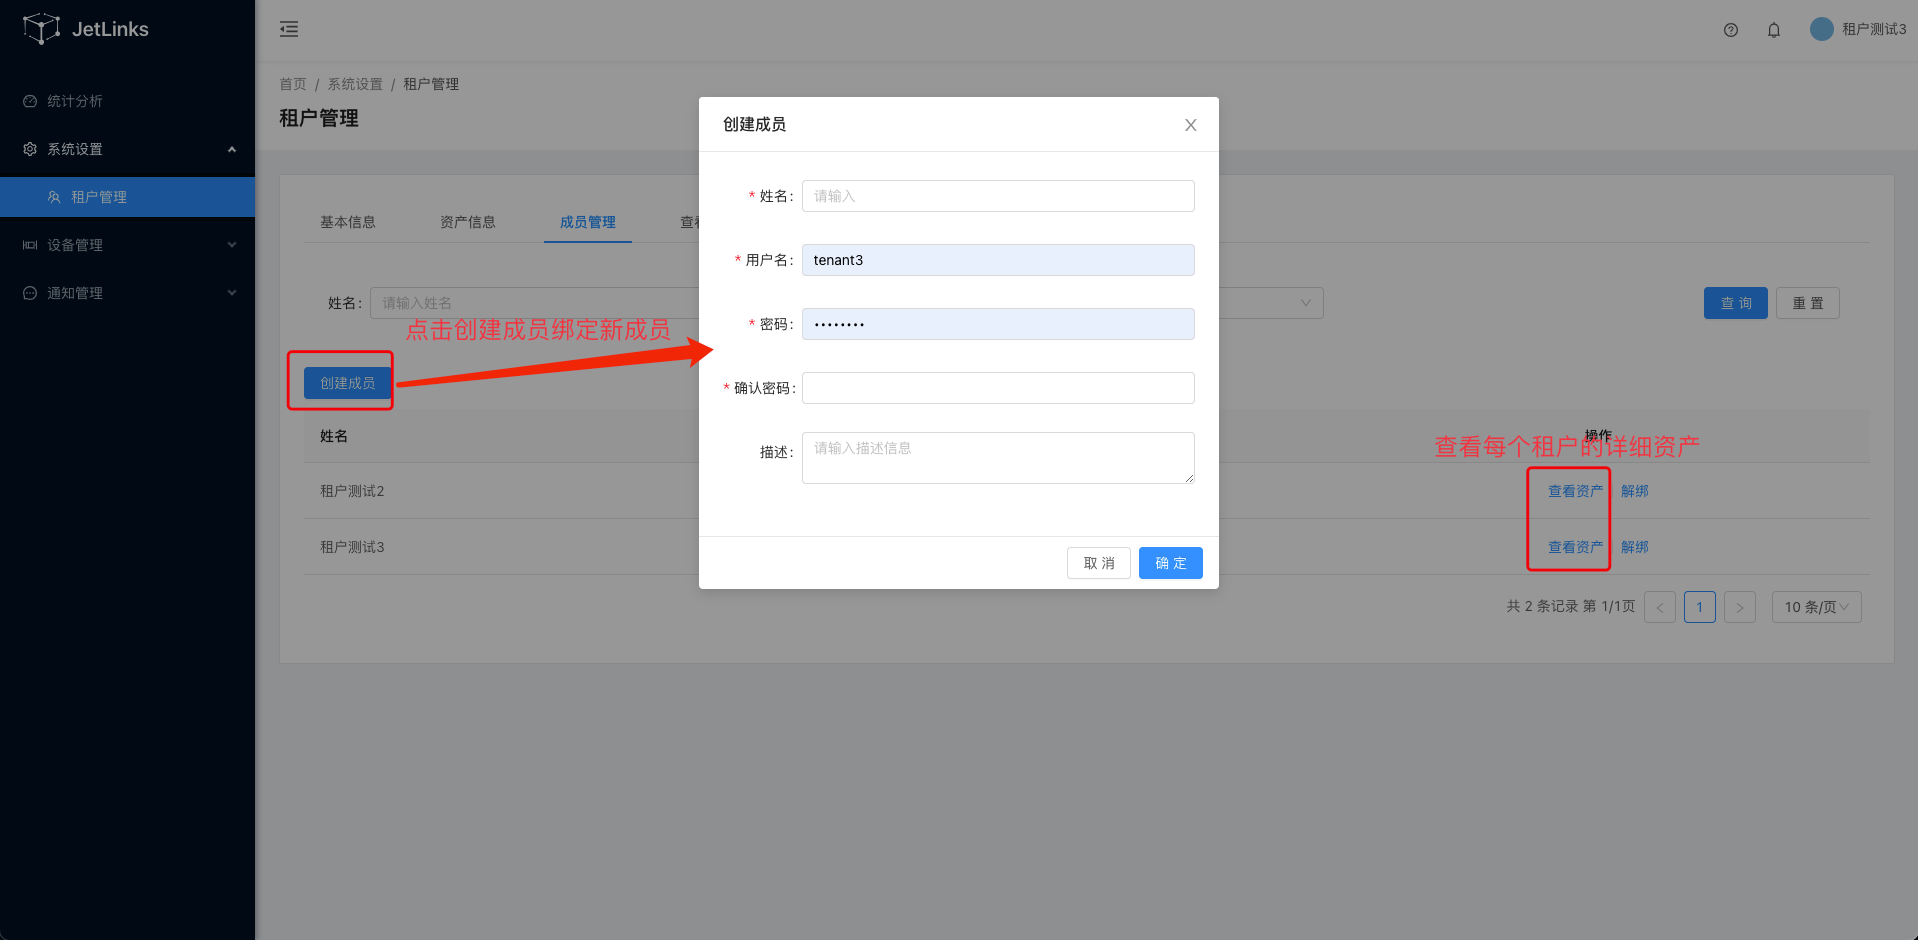 JetLinks
租户测试3
统计分析
系统设置
租户管理
设备管理
通知管理
首页 / 系统设置 / 租户管理
租户管理
基本信息 资产信息 成员管理
姓名: 请输入姓名
查 询 重 置
点击创建成员绑定新成员
创建成员
姓名 操作
查看每个租户的详细资产
租户测试2 查看资产 解绑
租户测试3 查看资产 解绑
共 2 条记录 第 1/1页 < 1 > 10 条/页
创建成员
* 姓名: 请输入
* 用户名: tenant3
* 密码: ••••••••
* 确认密码:
描述: 请输入描述信息
取 消 确 定